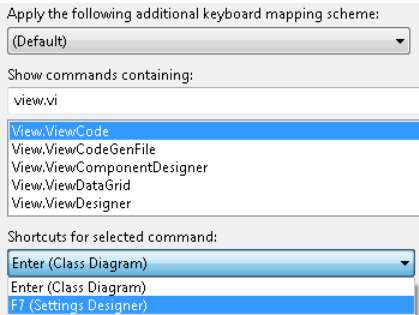 Apply the following additional keyboard mapping scheme:
(Default)
Show commands containing:
view.vi
View.ViewCode
View.ViewCodeGenFile
View.ViewComponentDesigner
View.ViewDataGrid
View.ViewDesigner
Shortcuts for selected command:
Enter (Class Diagram)
Enter (Class Diagram)
F7 (Settings Designer)